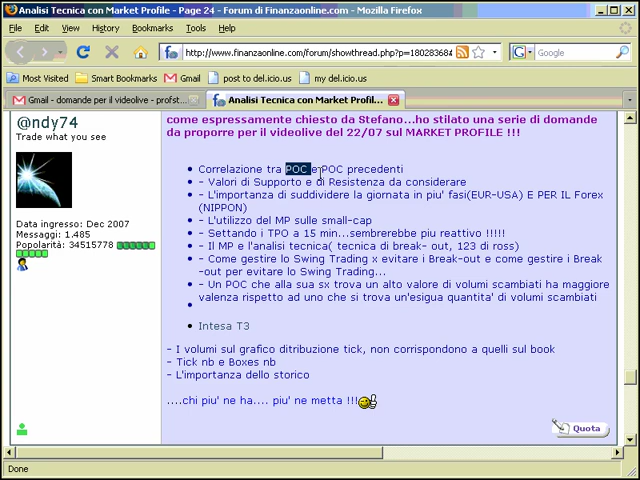 Analisi Tecnica con Market Profile - Page 24 - Forum di Finanzaonline.com - Mozilla Firefox
File Edit View History Bookmarks Tools Help
http://www.finanzaonline.com/forum/showthread.php?p=18028368
Google
Most Visited Smart Bookmarks Gmail post to del.icio.us my del.icio.us
Gmail - domande per il videolive - profst... Analisi Tecnica con Market Profil...
@ndy74
Trade what you see
Data ingresso: Dec 2007
Messaggi: 1.485
Popolarità: 34515778
come espressamente chiesto da Stefano...ho stilato una serie di domande
da proporre per il videolive del 22/07 sul MARKET PROFILE !!!
Correlazione tra POC e POC precedenti
- Valori di Supporto e di Resistenza da considerare
- L'importanza di suddividere la giornata in piu' fasi(EUR-USA) E PER IL Forex
(NIPPON)
- L'utilizzo del MP sulle small-cap
- Settando i TPO a 15 min...sembrerebbe piu reattivo !!!!!
- Il MP e l'analisi tecnica( tecnica di break- out, 123 di ross)
- Come gestire lo Swing Trading x evitare i Break-out e come gestire i Break
-out per evitare lo Swing Trading...
- Un POC che alla sua sx trova un alto valore di volumi scambiati ha maggiore
valenza rispetto ad uno che si trova un'esigua quantita' di volumi scambiati
Intesa T3
- I volumi sul grafico ditribuzione tick, non corrispondono a quelli sul book
- Tick nb e Boxes nb
- L'importanza dello storico
....chi piu' ne ha.... piu' ne metta !!!
Quota
Done